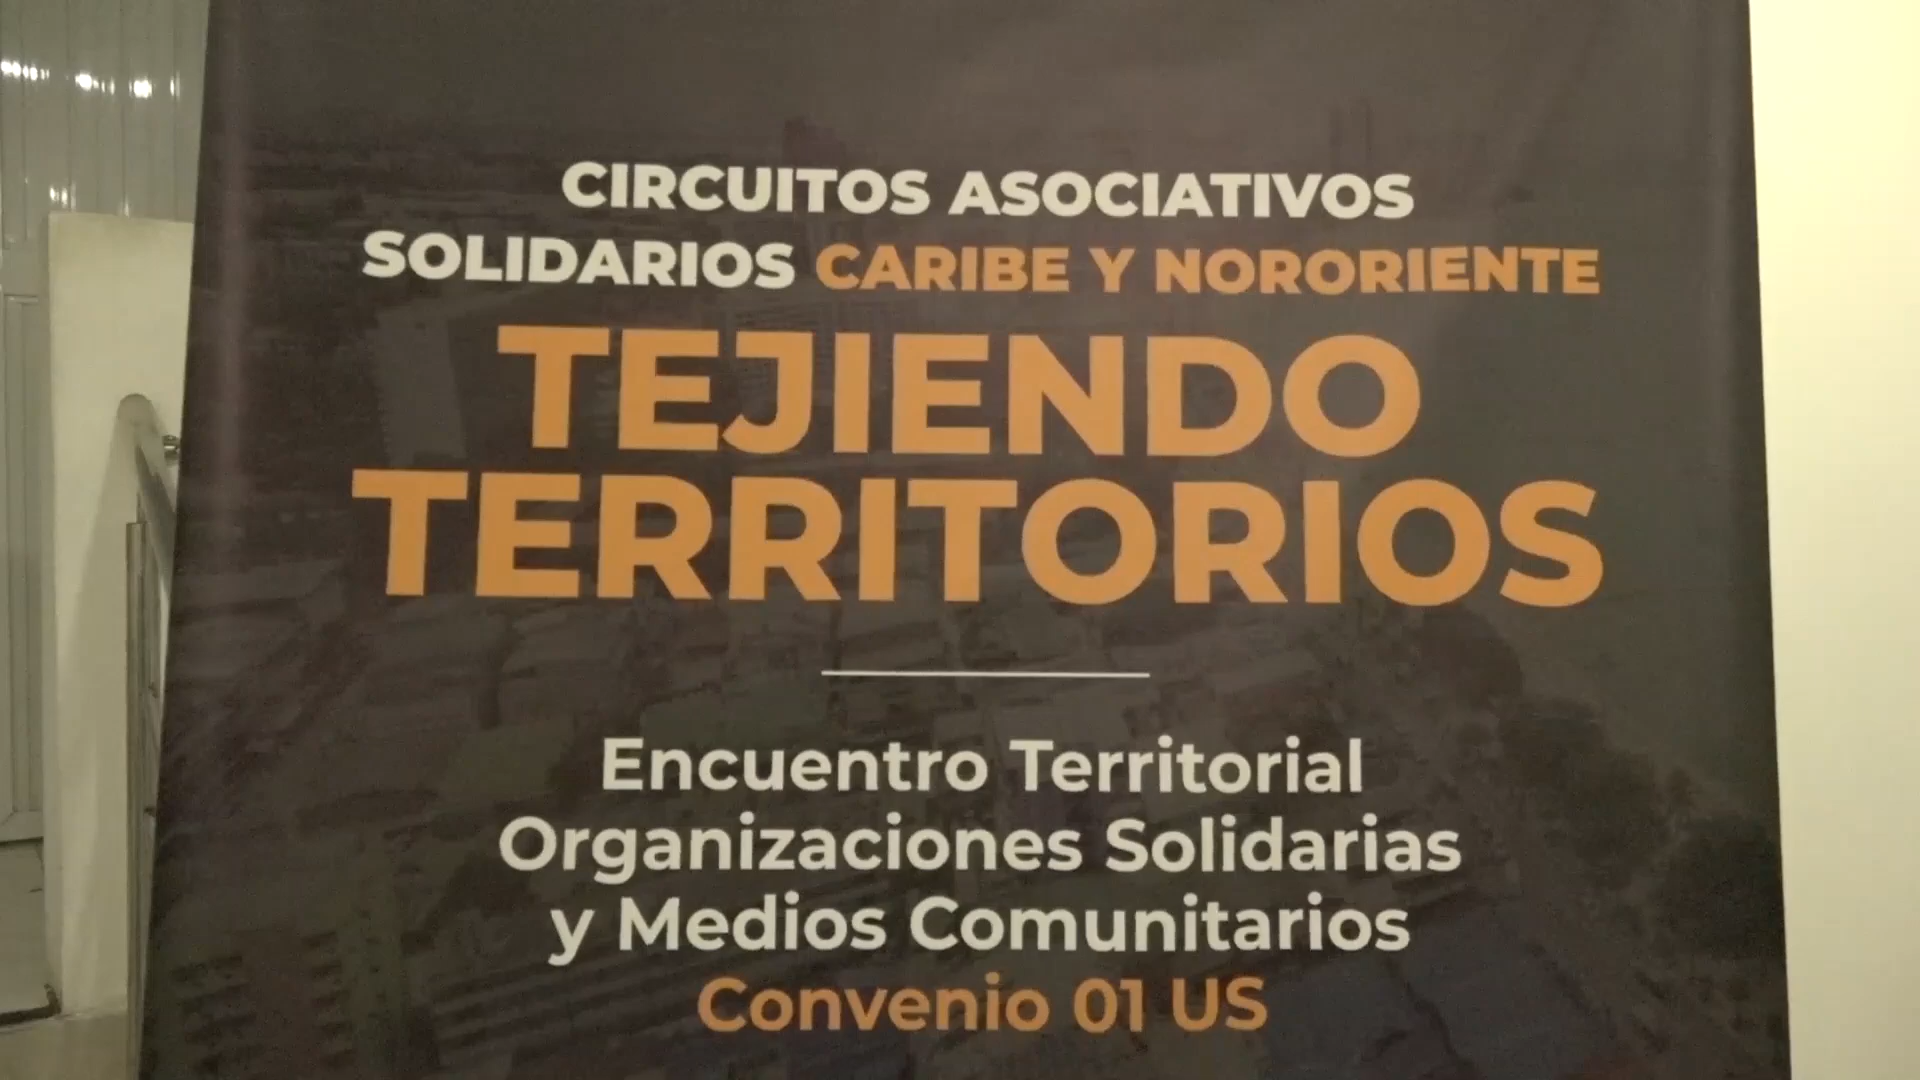 CIRCUITOS ASOCIATIVOS
SOLIDARIOS CARIBE Y NORORIENTE
TEJIENDO
TERRITORIOS
Encuentro Territorial
Organizaciones Solidarias
y Medios Comunitarios
Convenio 01 US